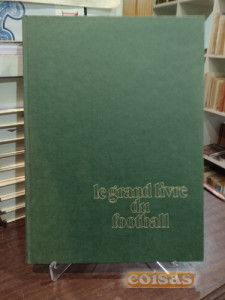 le grand livre
du
football
coisas